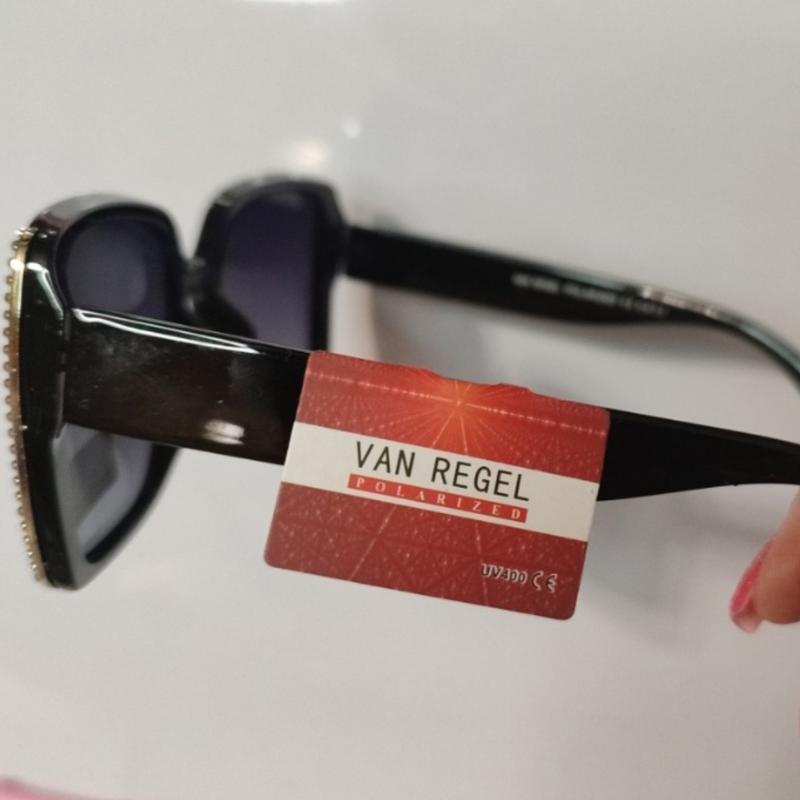 VAN REGEL
POLARIZED
UV400 CE